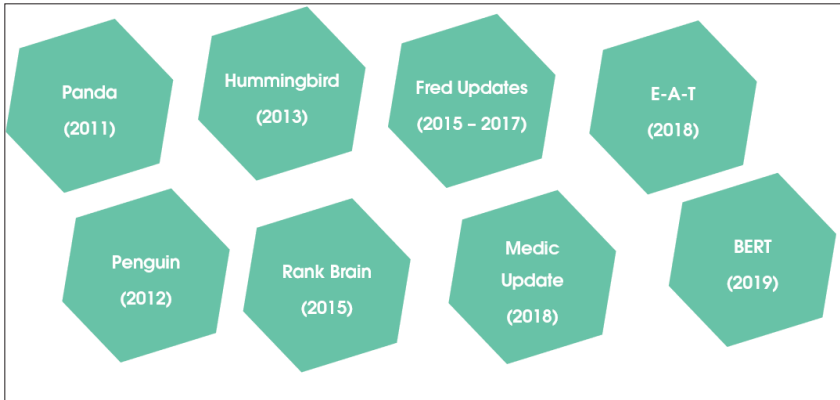 Panda
(2011)
Hummingbird
(2013)
Fred Updates
(2015 – 2017)
E-A-T
(2018)
Penguin
(2012)
Rank Brain
(2015)
Medic
Update
(2018)
BERT
(2019)